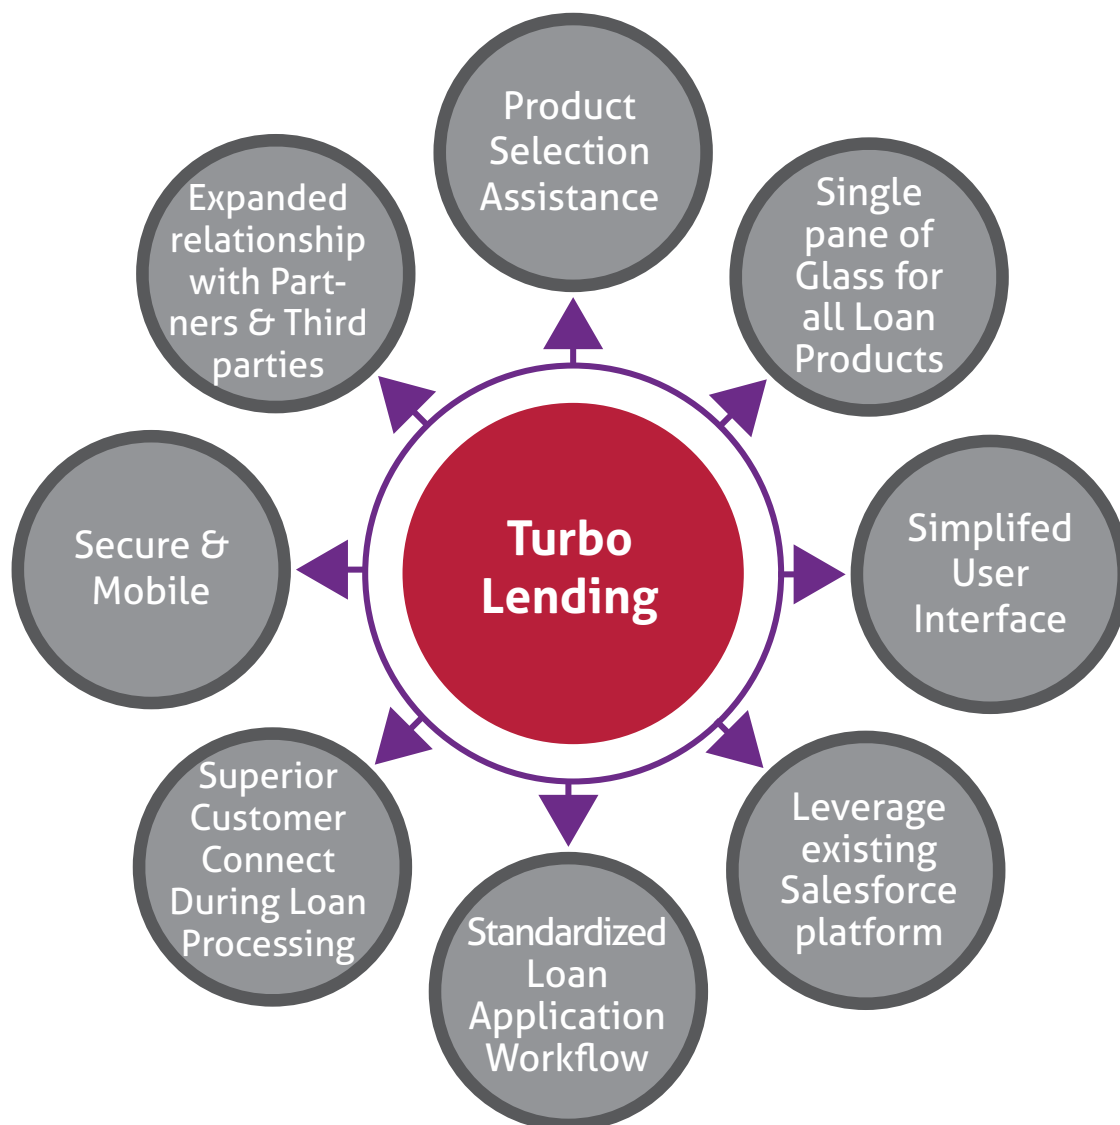 Product
Selection
Assistance
Single
pane of
Glass for
all Loan
Products
Simplifed
User
Interface
Leverage
existing
Salesforce
platform
Standardized
Loan
Application
Workflow
Superior
Customer
Connect
During Loan
Processing
Secure &
Mobile
Expanded
relationship
with Part-
ners & Third
parties
Turbo
Lending